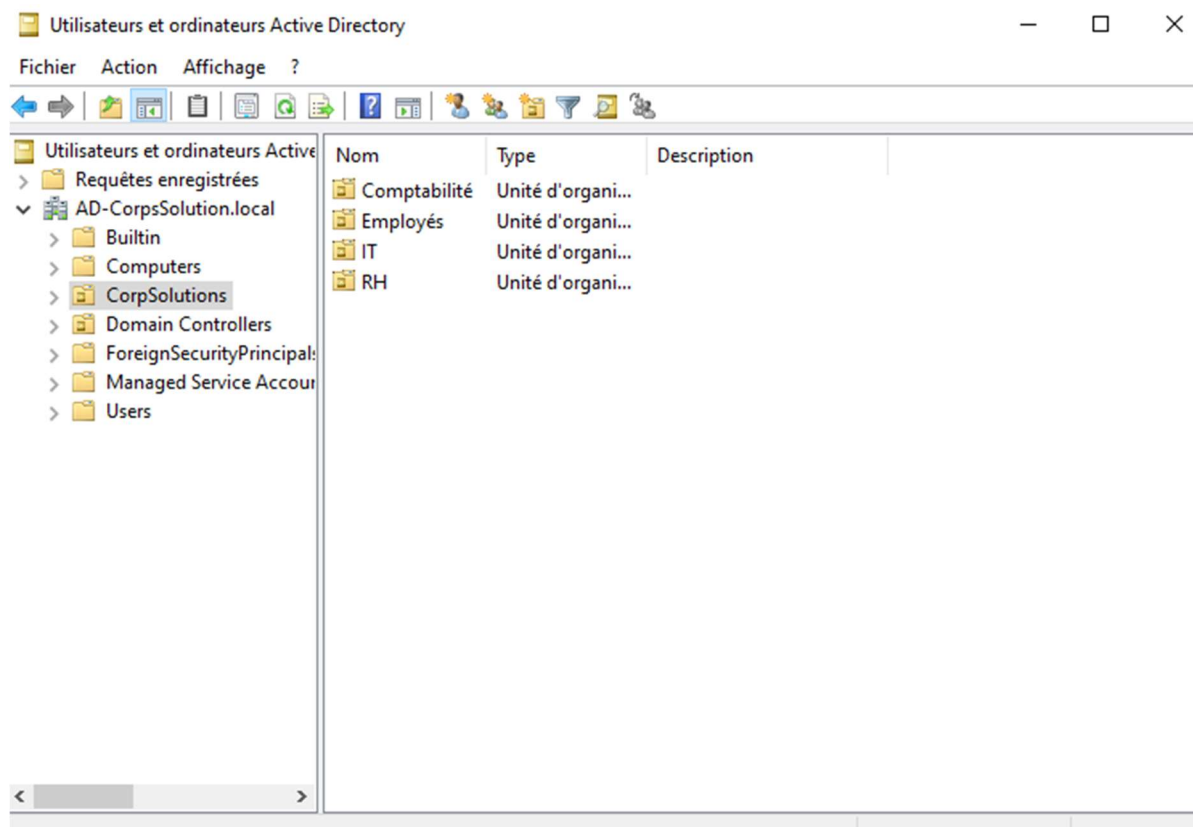 Utilisateurs et ordinateurs Active Directory
Fichier Action Affichage ?
Utilisateurs et ordinateurs Active
Requêtes enregistrées
AD-CorpsSolution.local
Builtin
Computers
CorpSolutions
Domain Controllers
ForeignSecurityPrincipals
Managed Service Accour
Users
Nom Type Description
Comptabilité Unité d'organi...
Employés Unité d'organi...
IT Unité d'organi...
RH Unité d'organi...